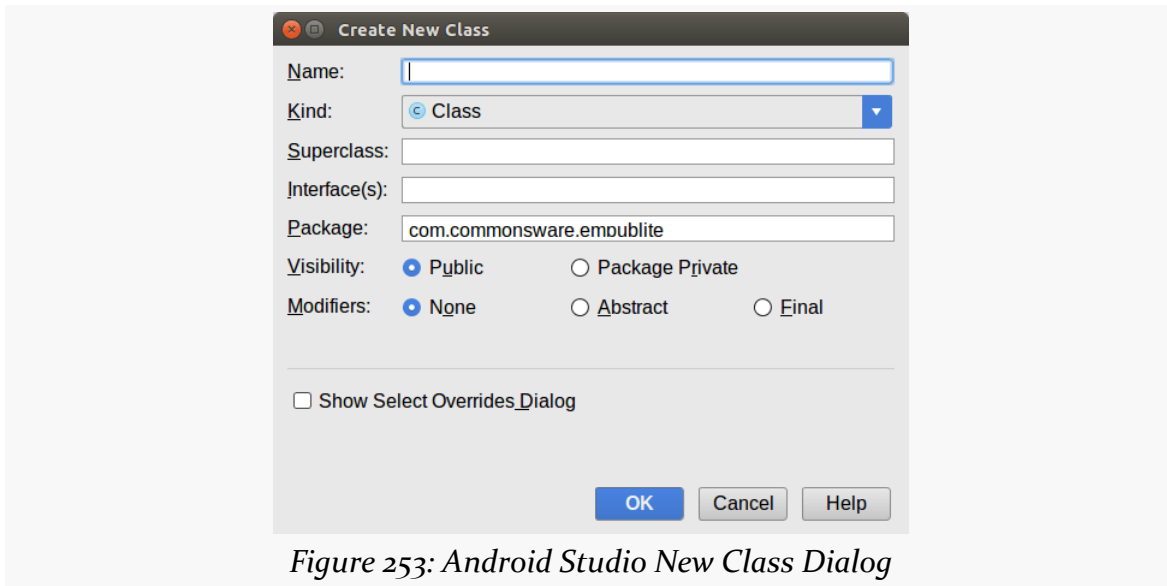 Create New Class
Name:
Kind: C Class
Superclass:
Interface(s):
Package: com.commonsware.empublite
Visibility: Public Package Private
Modifiers: None Abstract Final
Show Select Overrides Dialog
OK Cancel Help
Figure 253: Android Studio New Class Dialog